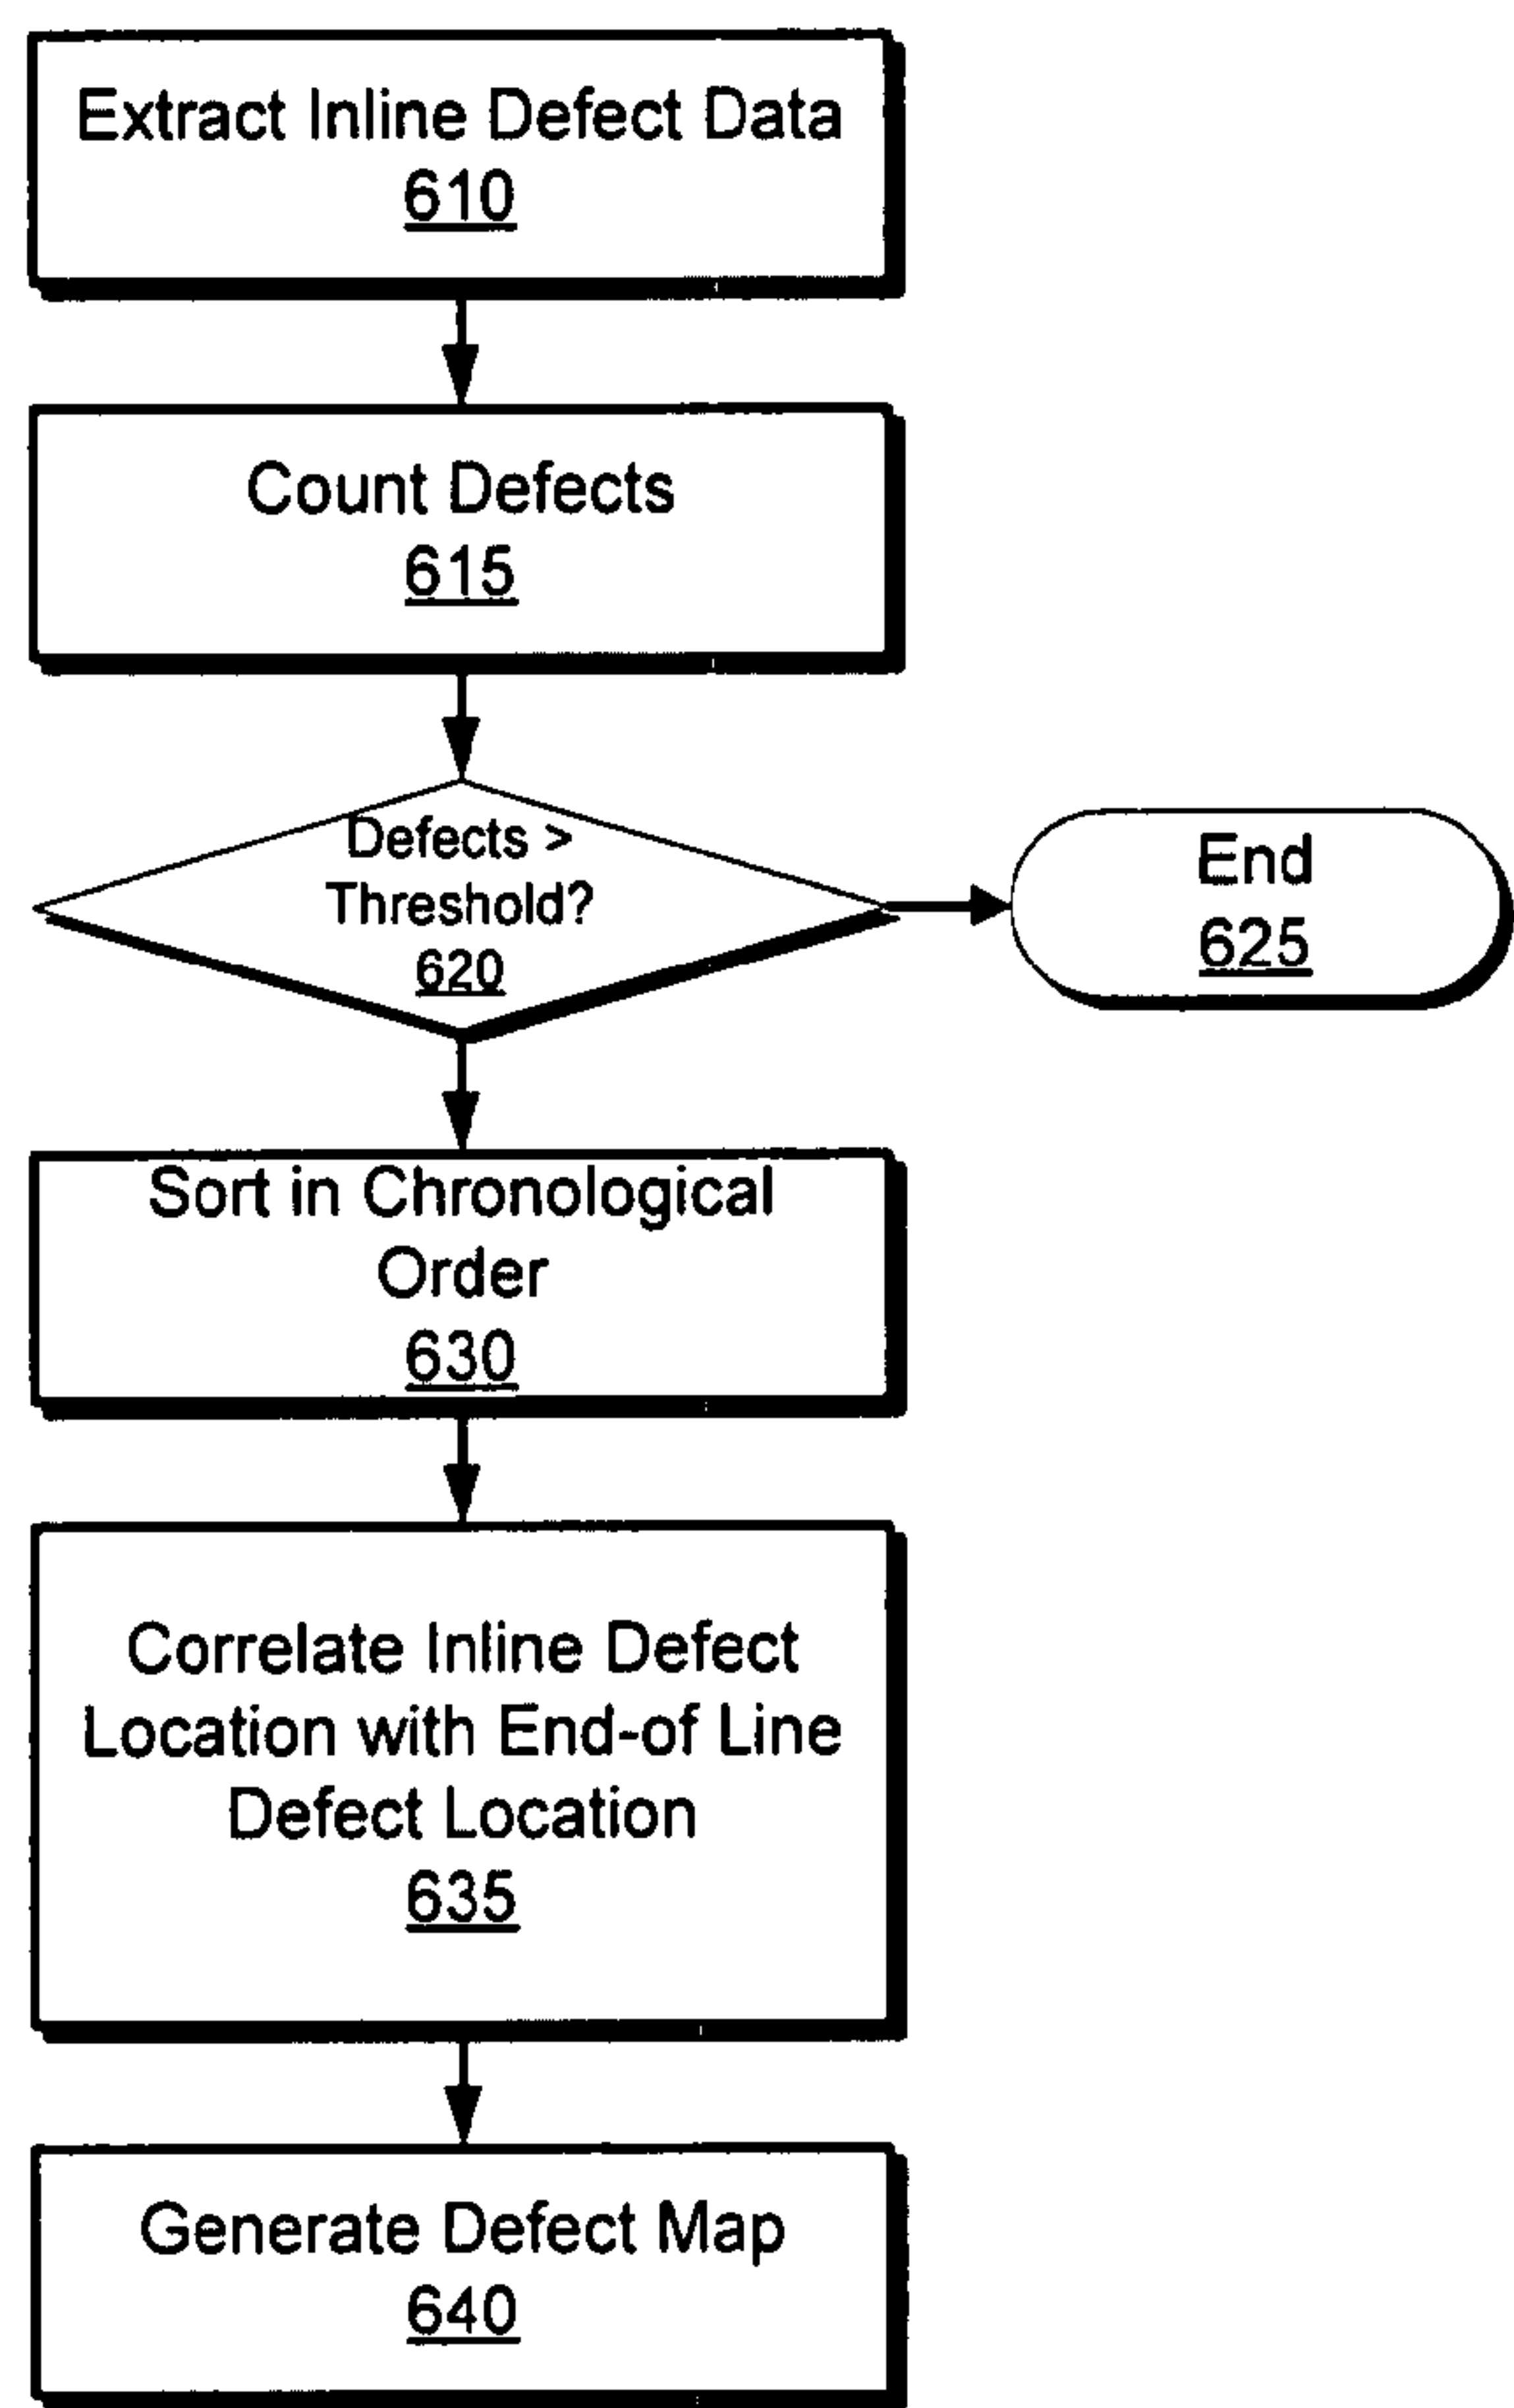 Extract Inline Defect Data
610
Count Defects
615
Defects >
Threshold?
620
End
625
Sort in Chronological
Order
630
Correlate Inline Defect
Location with End-of Line
Defect Location
635
Generate Defect Map
640